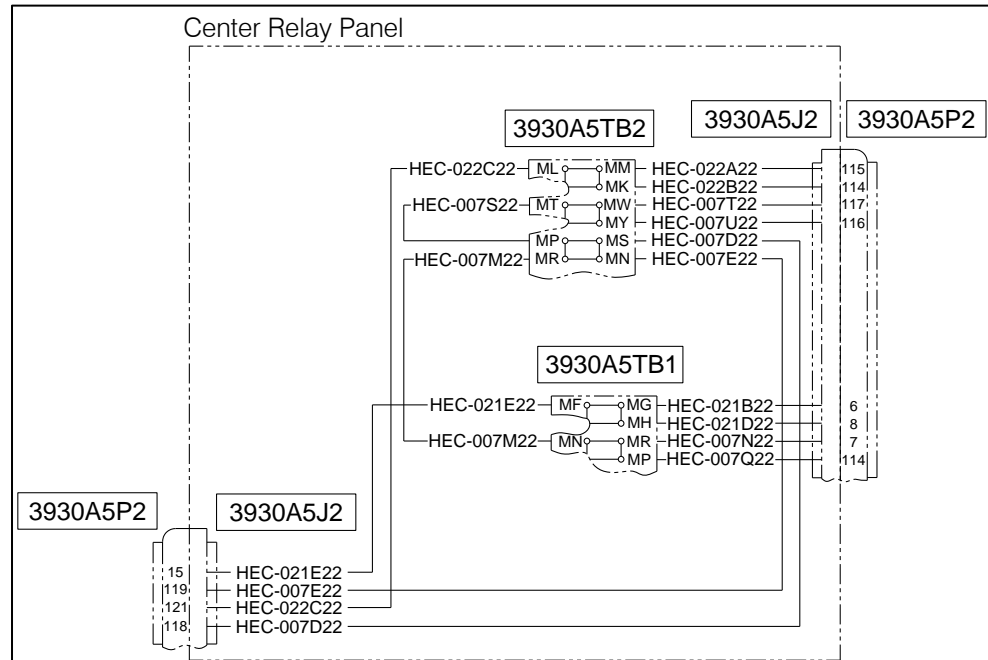 Center Relay Panel
3930A5TB2 3930A5J2 3930A5P2
HEC-022C22 ML MM HEC-022A22 115
MK HEC-022B22 114
HEC-007S22 MT MW HEC-007T22 117
MY HEC-007U22 116
MP MS HEC-007D22
HEC-007M22 MR MN HEC-007E22
3930A5TB1
HEC-021E22 MF MG HEC-021B22 6
MH HEC-021D22 8
HEC-007M22 MN MR HEC-007N22 7
MP HEC-007Q22 114
3930A5P2 3930A5J2
15 HEC-021E22
119 HEC-007E22
121 HEC-022C22
118 HEC-007D22